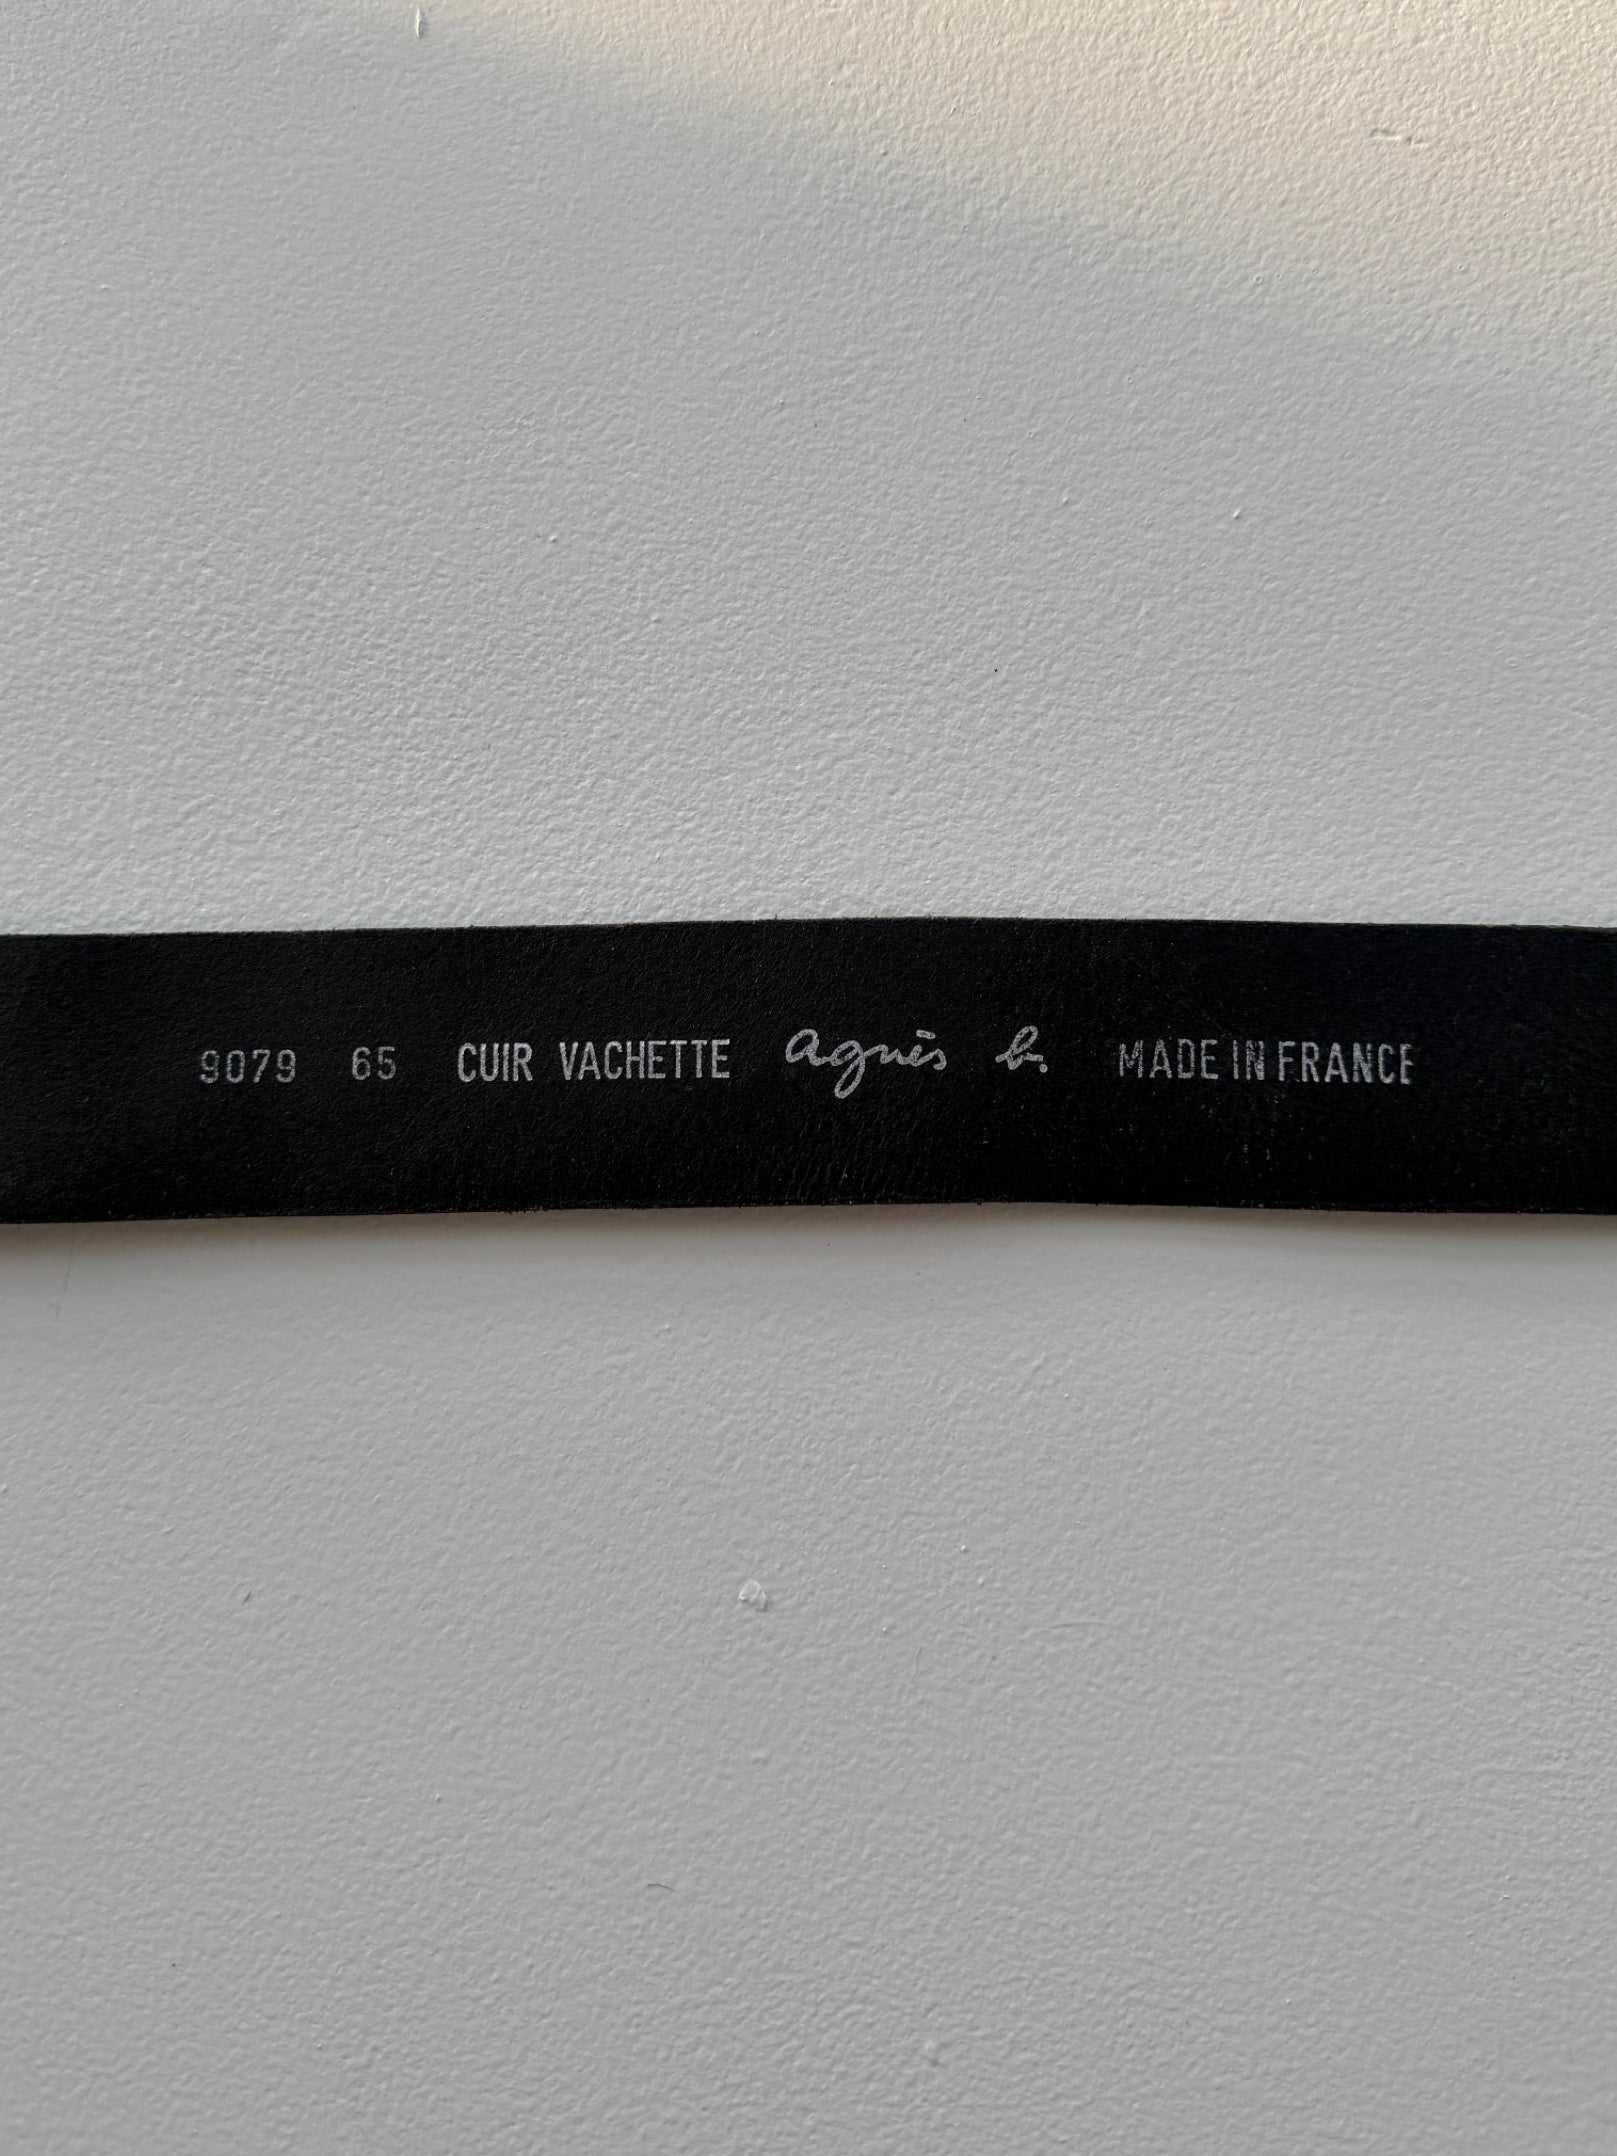 9079 65 CUIR VACHETTE agnès b. MADE IN FRANCE